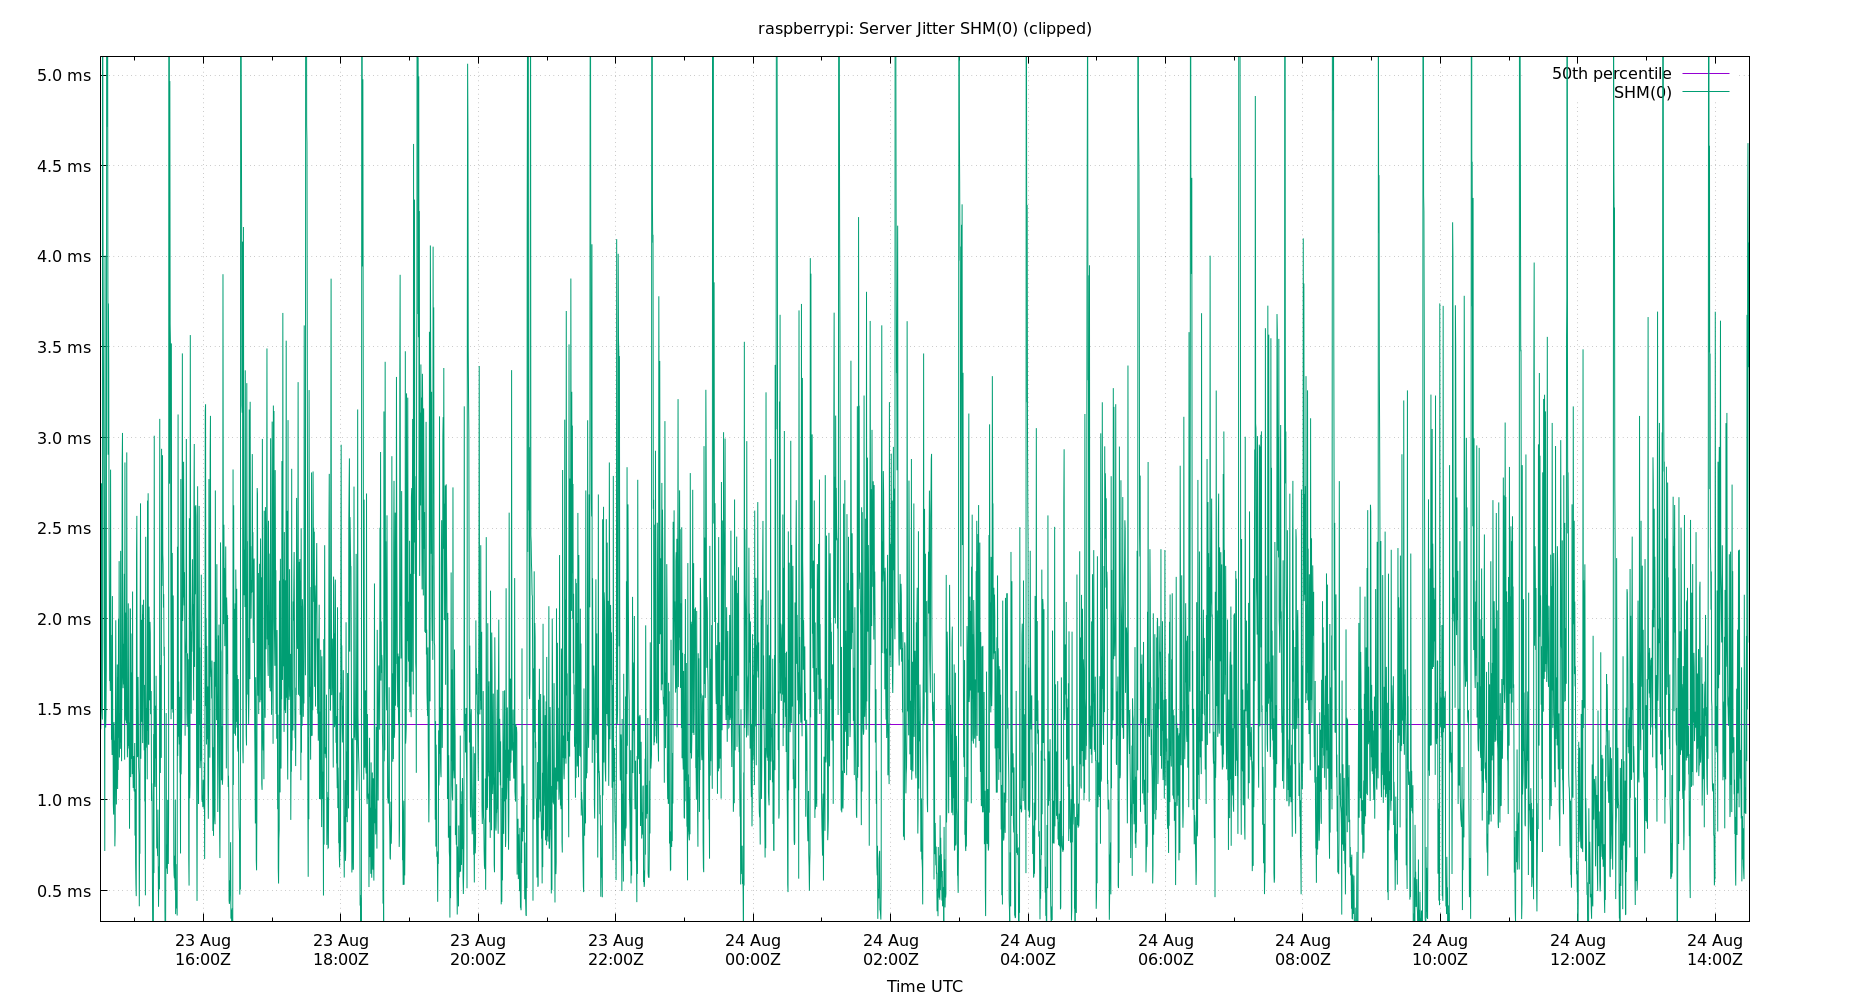 raspberrypi: Server Jitter SHM(0) (clipped)
5.0 ms
4.5 ms
4.0 ms
3.5 ms
3.0 ms
2.5 ms
2.0 ms
1.5 ms
1.0 ms
0.5 ms
50th percentile
SHM(0)
23 Aug 23 Aug 23 Aug 23 Aug 24 Aug 24 Aug 24 Aug 24 Aug 24 Aug 24 Aug 24 Aug 24 Aug
16:00Z 18:00Z 20:00Z 22:00Z 00:00Z 02:00Z 04:00Z 06:00Z 08:00Z 10:00Z 12:00Z 14:00Z
Time UTC